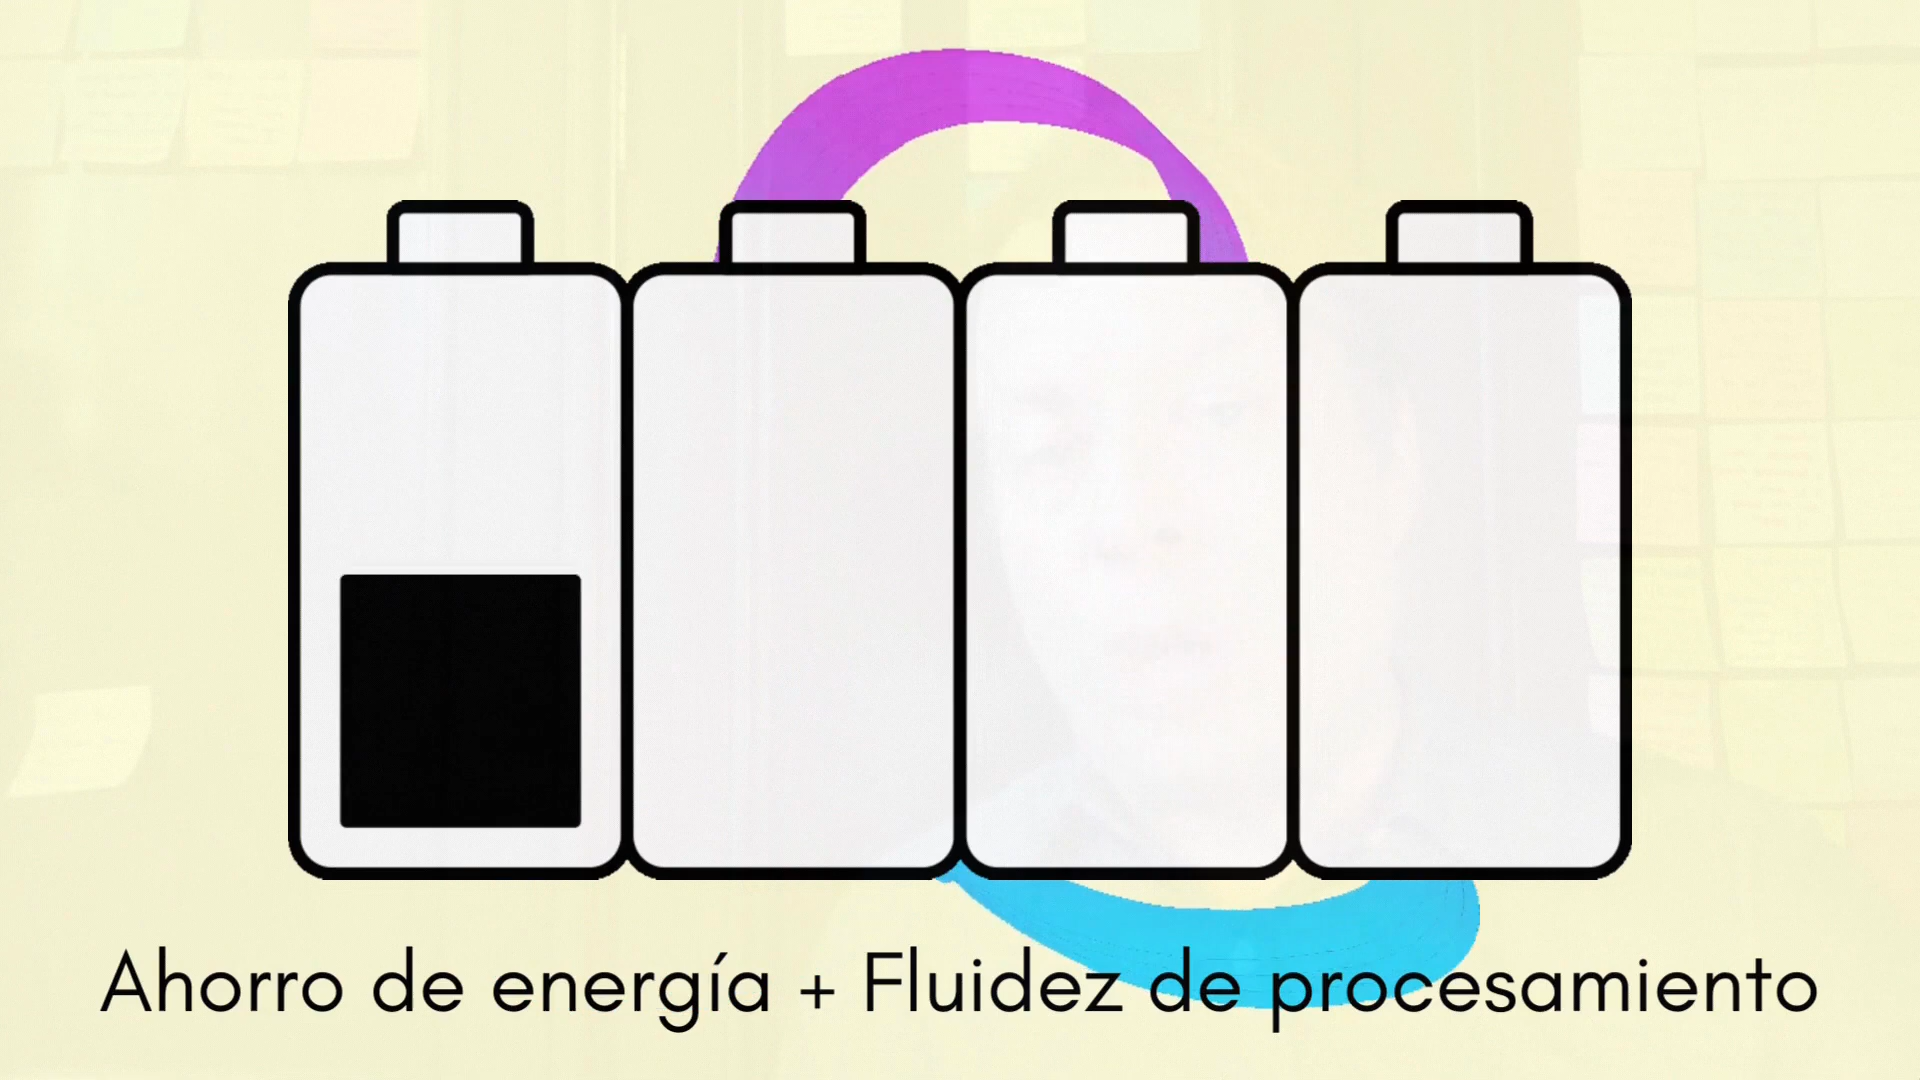 Ahorro de energía + Fluidez de procesamiento